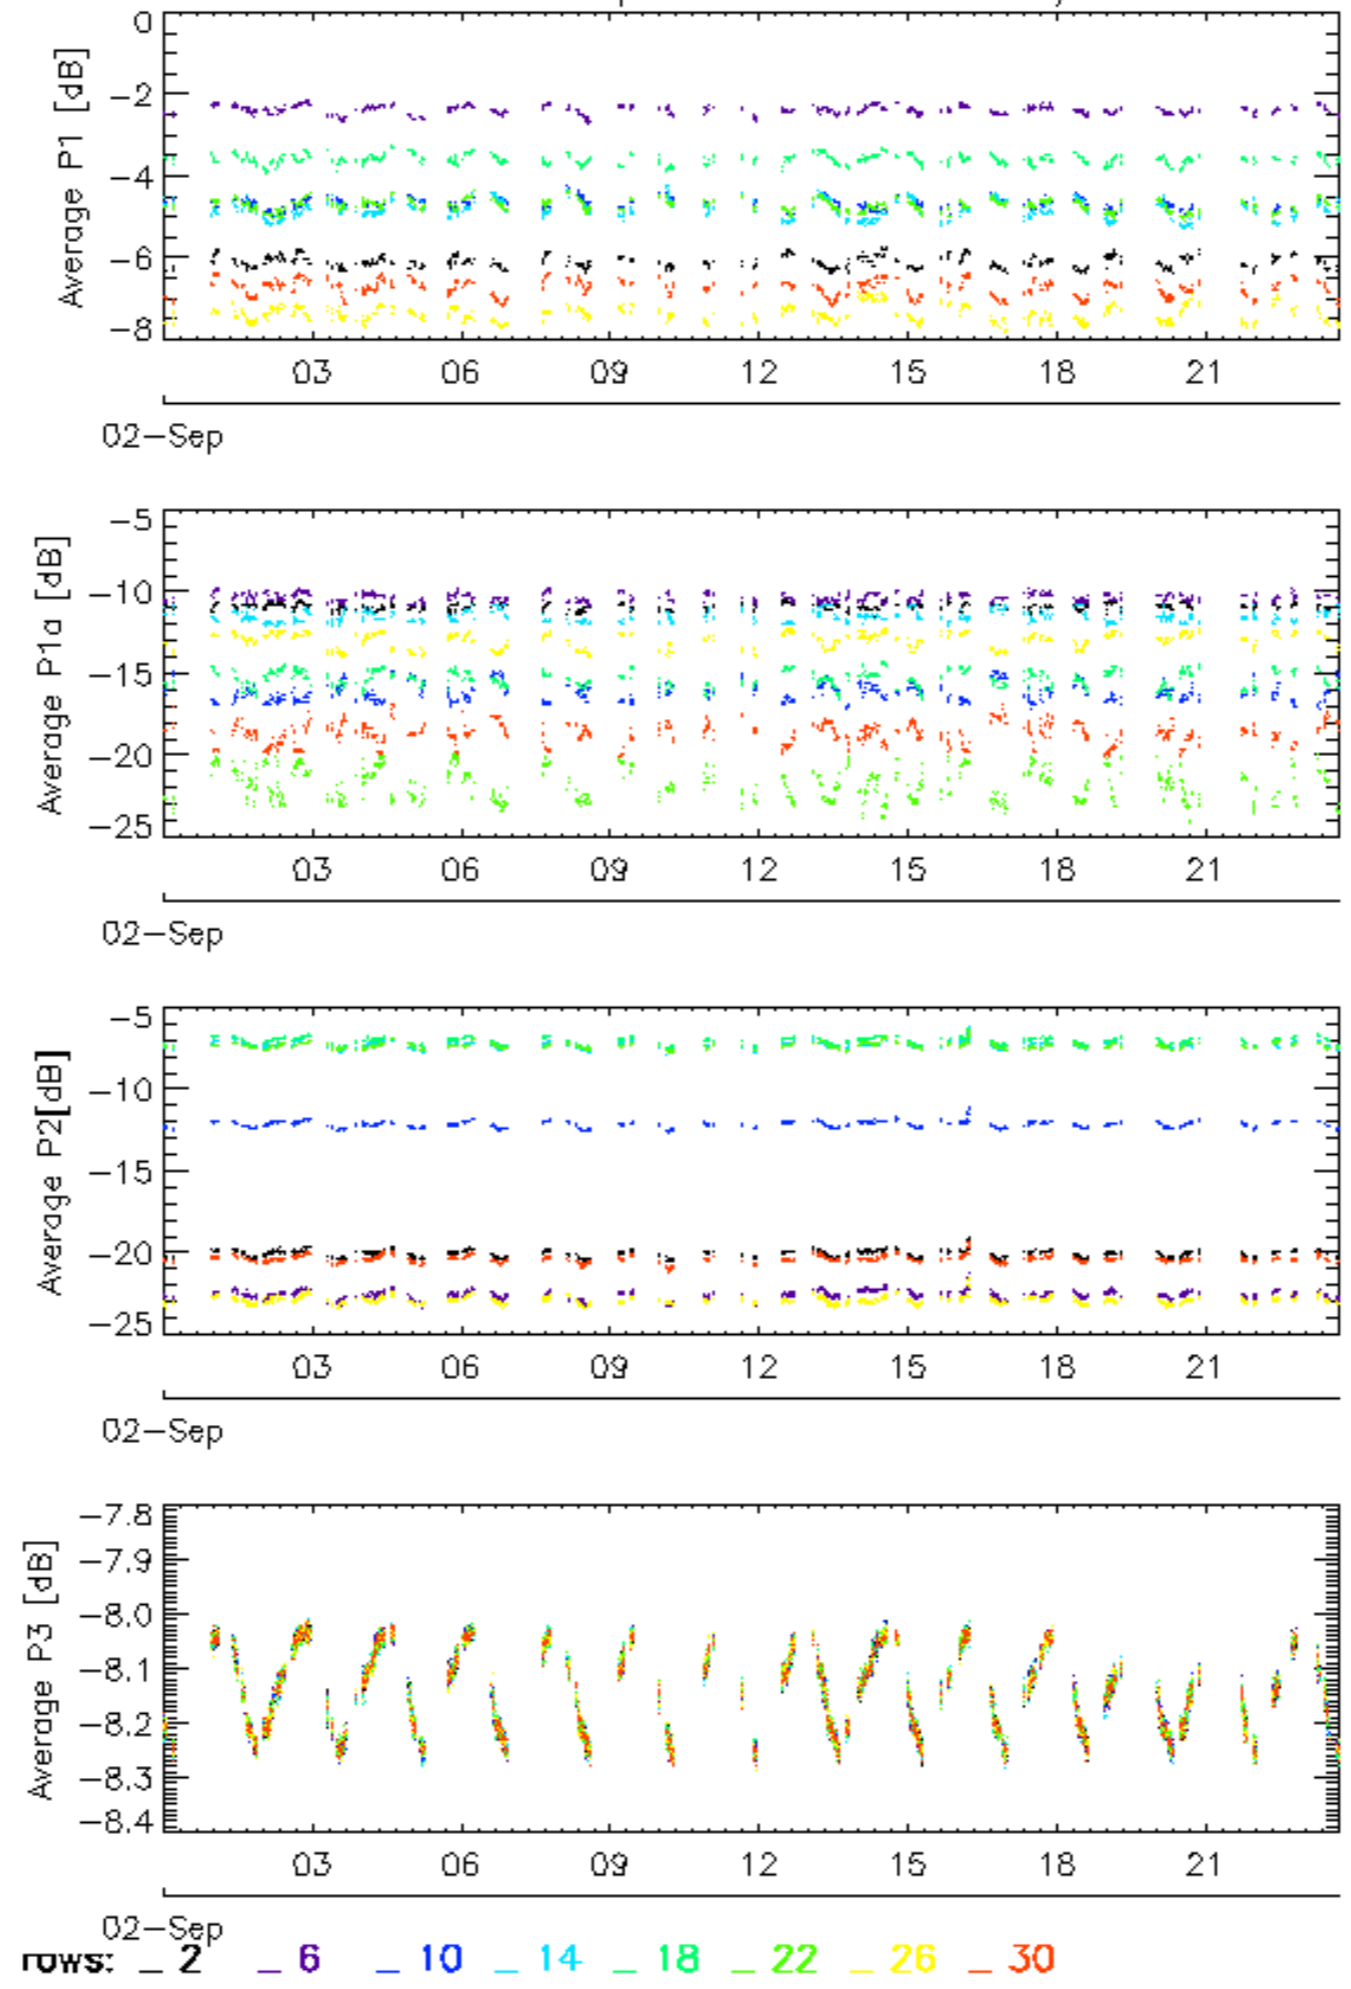 0
−2
−4
−6
−8
Average P1 [dB]
03 06 09 12 15 18 21
02−Sep
−5
−10
−15
−20
−25
Average P1a [dB]
03 06 09 12 15 18 21
02−Sep
−5
−10
−15
−20
−25
Average P2[dB]
03 06 09 12 15 18 21
02−Sep
−7.8
−7.9
−8.0
−8.1
−8.2
−8.3
−8.4
Average P3 [dB]
03 06 09 12 15 18 21
02−Sep
rows: _ 2 _ 6 _ 10 _ 14 _ 18 _ 22 _ 26 _ 30